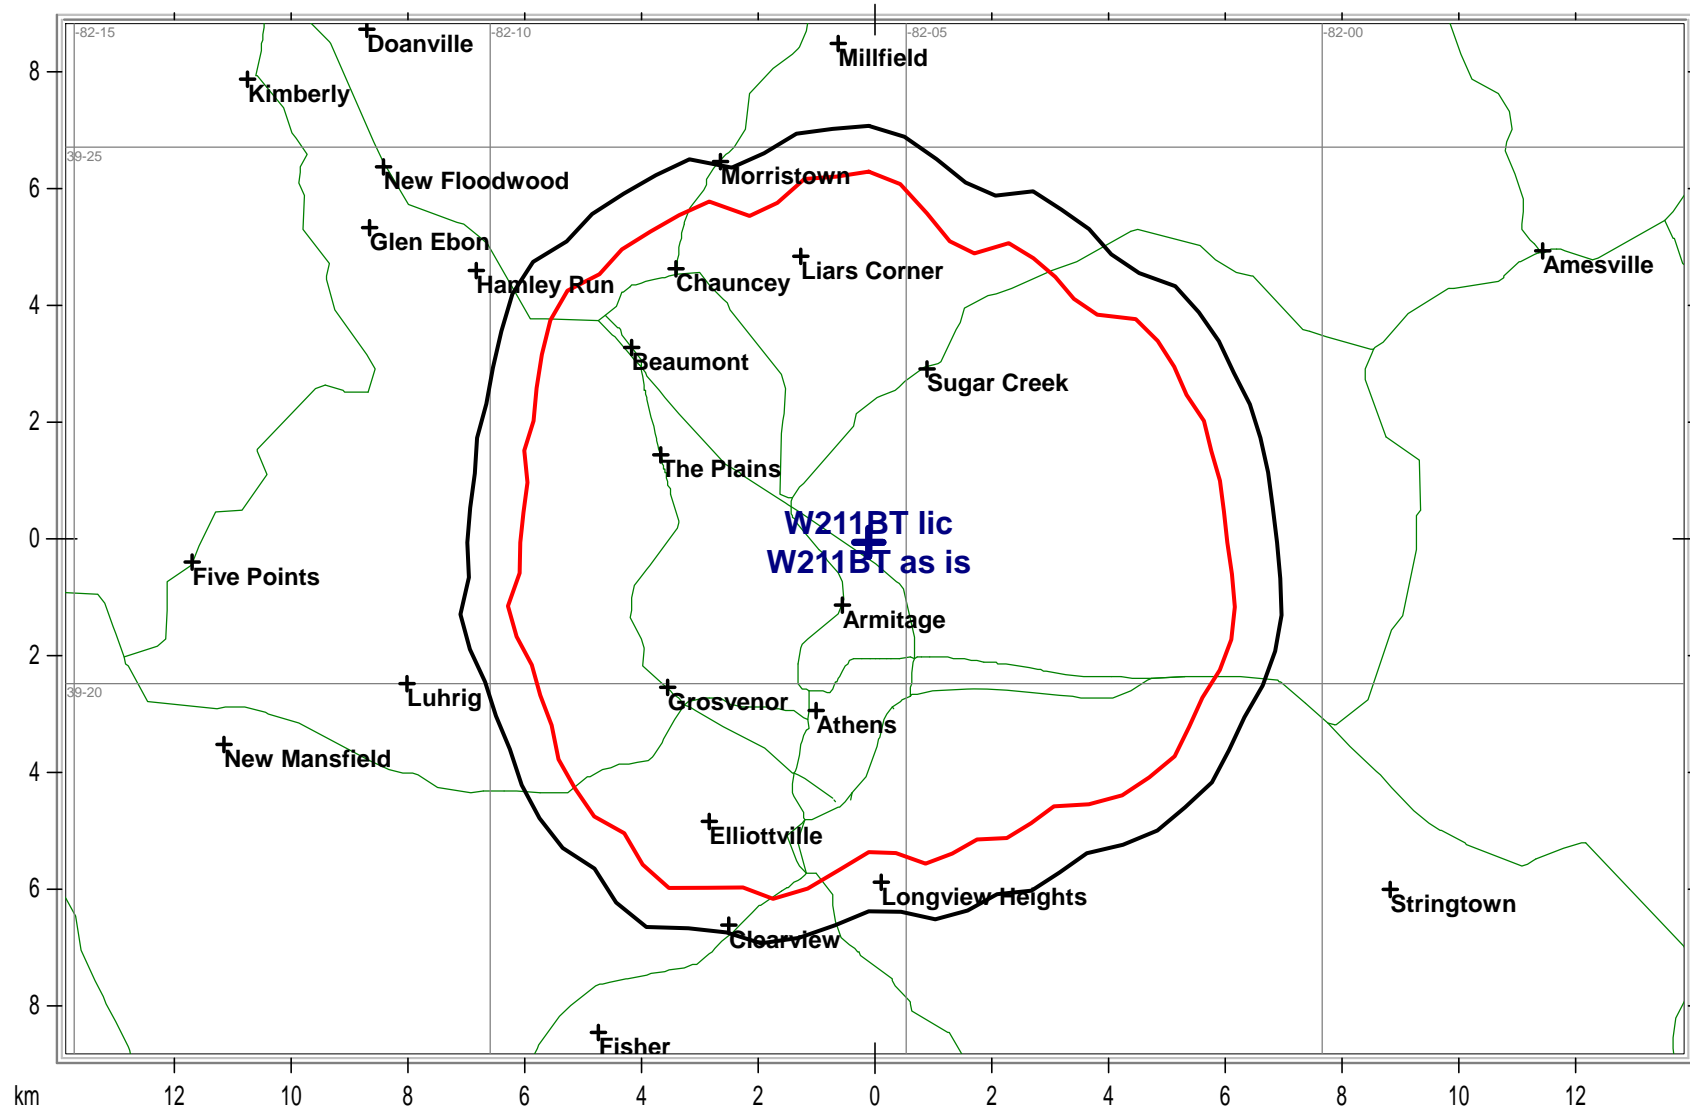 -82-15
-82-10
-82-05
-82-00
Doanville
Millfield
8
Kimberly
39-25
6
New Floodwood
Morristown
Glen Ebon
Liars Corner
Amesville
Hamley Run
Chauncey
4
Beaumont
Sugar Creek
2
The Plains
W211BT lic
0
W211BT as is
Five Points
Armitage
2
39-20
Luhrig
Grosvenor
Athens
New Mansfield
4
Elliottville
6
Longview Heights
Stringtown
Clearview
8
Fisher
km 12 10 8 6 4 2 0 2 4 6 8 10 12